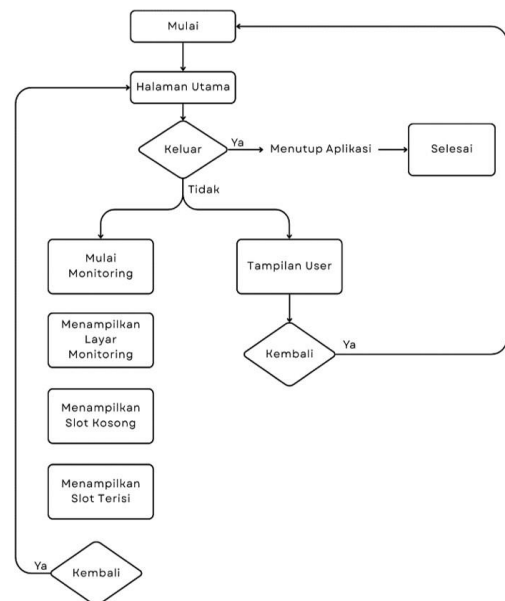 Mulai
Halaman Utama
Keluar
Ya
Menutup Aplikasi
Selesai
Tidak
Mulai
Monitoring
Tampilan User
Menampilkan
Layar
Monitoring
Kembali
Ya
Menampilkan
Slot Kosong
Menampilkan
Slot Terisi
Ya
Kembali